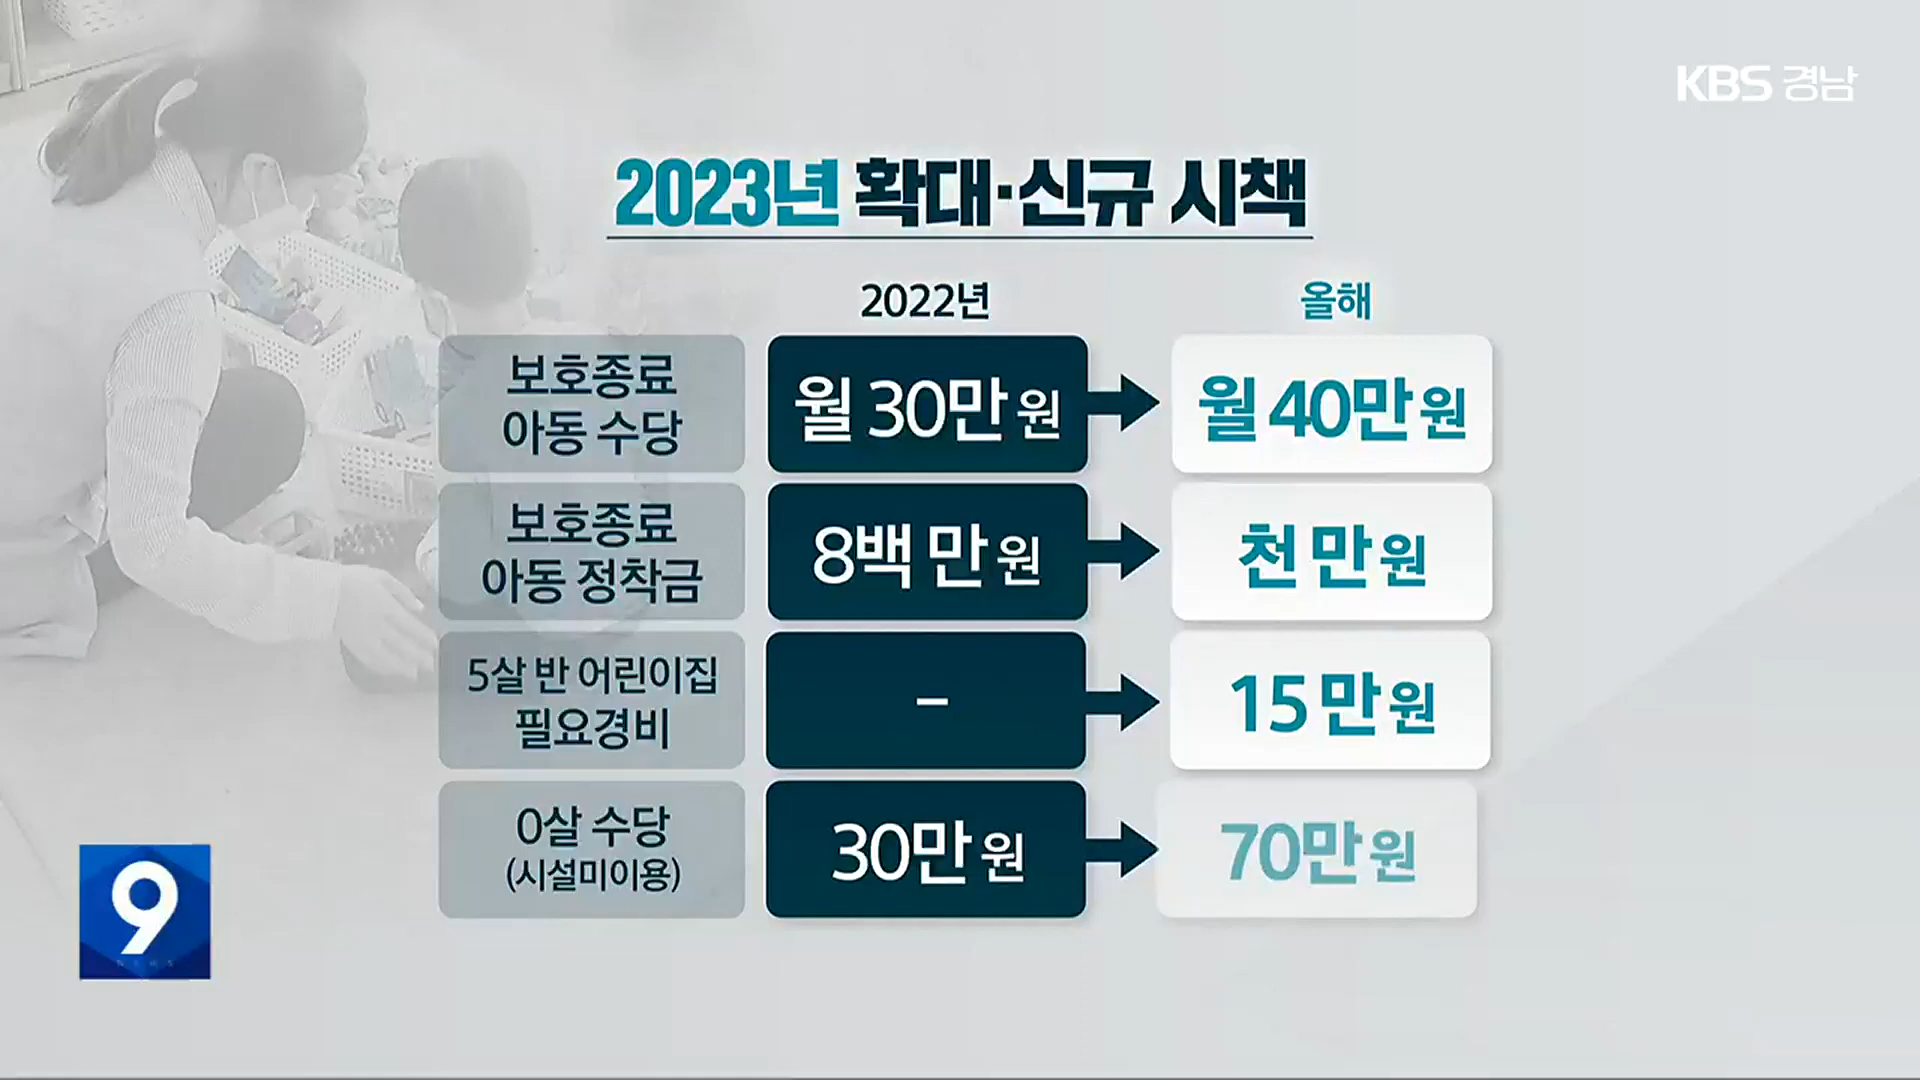 KBS 경남
2023년 확대·신규 시책
2022년
올해
보호종료
아동 수당
월 30만 원
월 40만 원
보호종료
아동 정착금
8백 만 원
천 만 원
5살 반 어린이집
필요경비
–
15만 원
0살 수당
(시설미이용)
30만 원
70만 원
9
NEWS